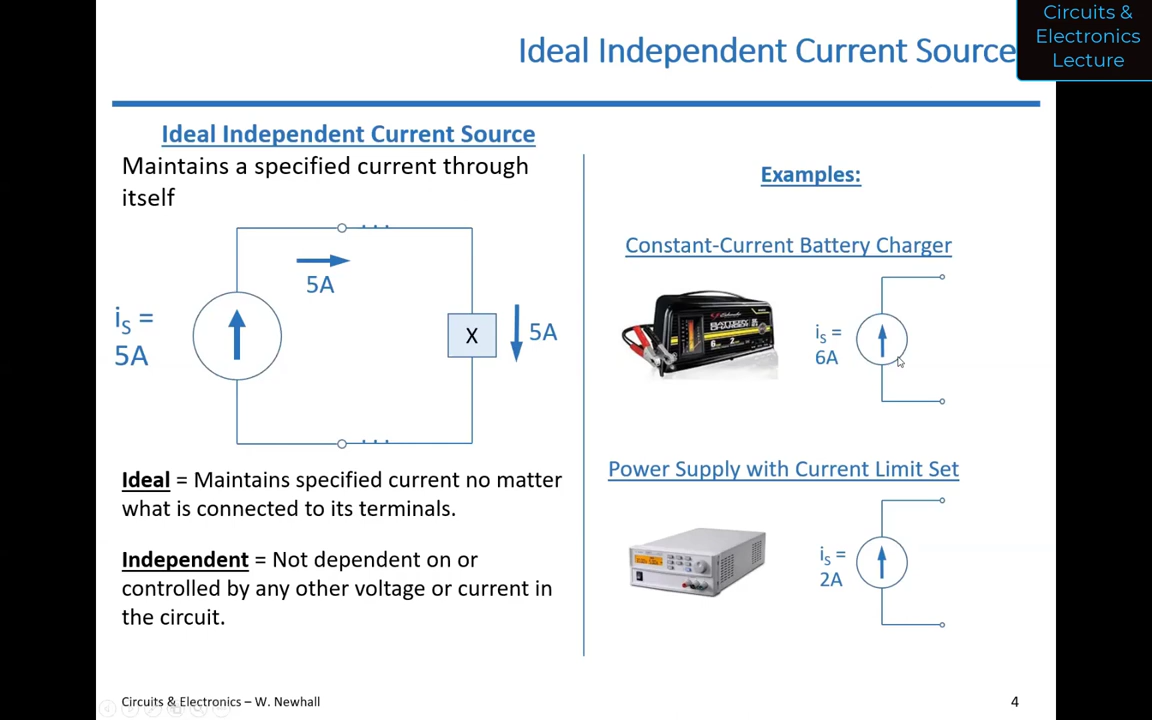 Circuits &
Electronics
Lecture
Ideal Independent Current Source
Ideal Independent Current Source
Maintains a specified current through
itself
5A
iS =
5A
X
5A
Ideal = Maintains specified current no matter
what is connected to its terminals.
Independent = Not dependent on or
controlled by any other voltage or current in
the circuit.
Examples:
Constant-Current Battery Charger
BATTERY
6
2
iS =
6A
Power Supply with Current Limit Set
iS =
2A
Circuits & Electronics – W. Newhall
4